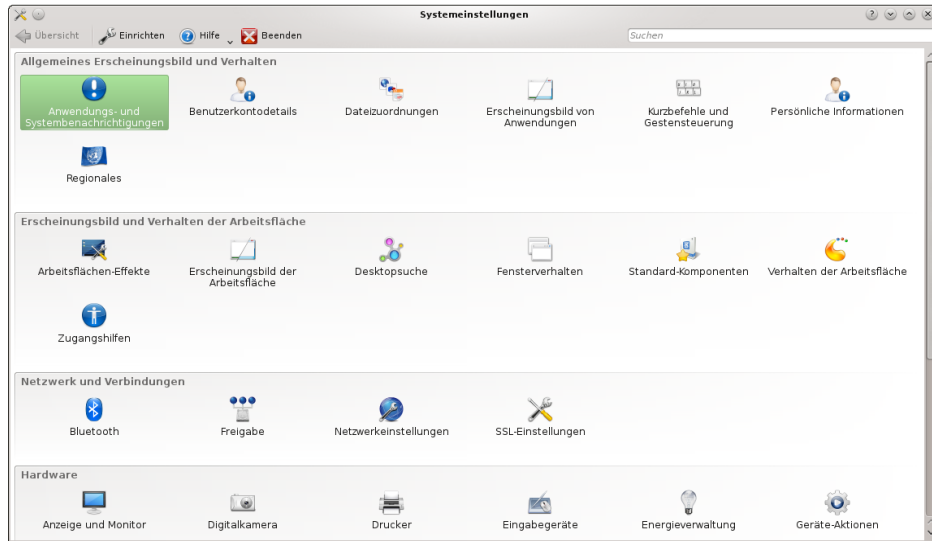 Systemeinstellungen
Übersicht Einrichten Hilfe Beenden Suchen
Allgemeines Erscheinungsbild und Verhalten
Anwendungs- und Systembenachrichtigungen
Benutzerkontodetails
Dateizuordnungen
Erscheinungsbild von Anwendungen
Kurzbefehle und Gestensteuerung
Persönliche Informationen
Regionales
Erscheinungsbild und Verhalten der Arbeitsfläche
Arbeitsflächen-Effekte
Erscheinungsbild der Arbeitsfläche
Desktopsuche
Fensterverhalten
Standard-Komponenten
Verhalten der Arbeitsfläche
Zugangshilfen
Netzwerk und Verbindungen
Bluetooth
Freigabe
Netzwerkeinstellungen
SSL-Einstellungen
Hardware
Anzeige und Monitor
Digitalkamera
Drucker
Eingabegeräte
Energieverwaltung
Geräte-Aktionen